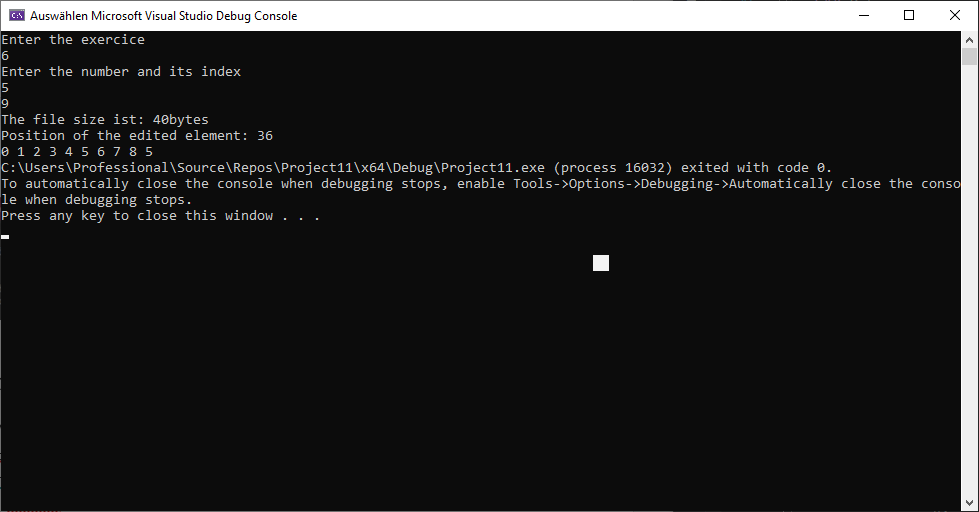 Auswählen Microsoft Visual Studio Debug Console
Enter the exercice
6
Enter the number and its index
5
9
The file size ist: 40bytes
Position of the edited element: 36
0 1 2 3 4 5 6 7 8 5
C:\Users\Professional\Source\Repos\Project11\x64\Debug\Project11.exe (process 16032) exited with code 0.
To automatically close the console when debugging stops, enable Tools->Options->Debugging->Automatically close the conso
le when debugging stops.
Press any key to close this window . . .